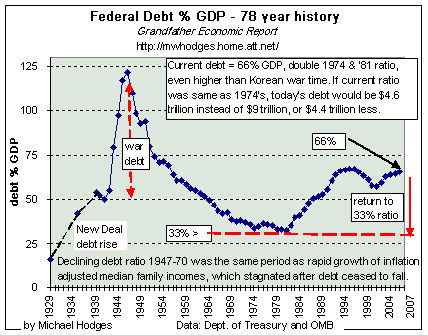 Federal Debt % GDP - 78 year history
Grandfather Economic Report
http://mwhodges.home.att.net/
Current debt = 66% GDP, double 1974 & '81 ratio,
even higher than Korean war time. If current ratio
was same as 1974's, today's debt would be $4.6
trillion instead of $9 trillion, or $4.4 trillion less.
debt % GDP
125
100
75
50
25
0
war
debt
66%
return to
33% ratio
33% >
New Deal
debt rise
Declining debt ratio 1947-70 was the same period as rapid growth of inflation
adjusted median family incomes, which stagnated after debt ceased to fall.
1929
1934
1939
1944
1949
1954
1959
1964
1969
1974
1979
1984
1989
1994
1999
2004
2007
by Michael Hodges
Data: Dept. of Treasury and OMB